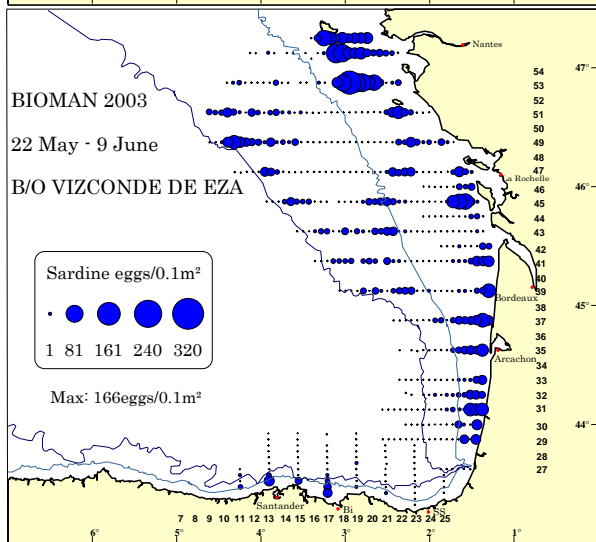 Nantes
47°
54
53
52
51
50
49
48
47
46
46°
45
44
43
42
41
40
39
38
37
36
35
34
33
32
31
30
29
28
27
44°
BIOMAN 2003
22 May - 9 June
B/O VIZCONDE DE EZA
La Rochelle
Bordeaux
Arcachon
Sardine eggs/0.1m²
1 81 161 240 320
Max: 166eggs/0.1m²
Santander
Bi
SS
7 8 9 10 11 12 13 14 15 16 17 18 19 20 21 22 23 24 25
6° 5° 4° 3° 2° 1°